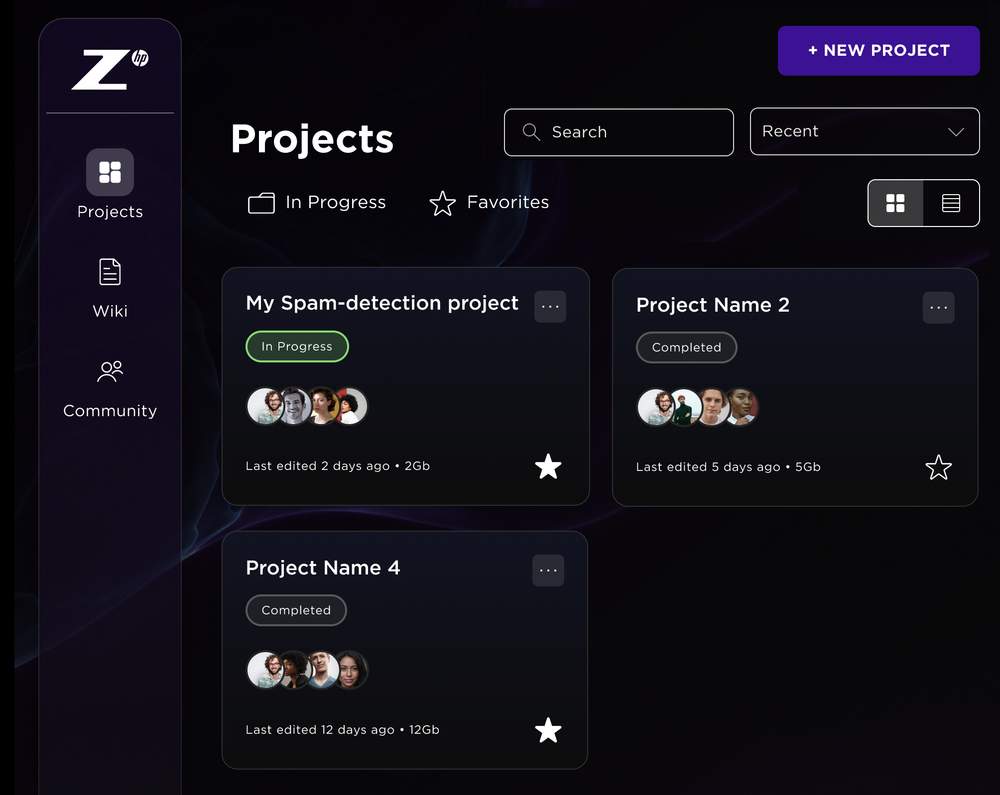 Z hp
+ NEW PROJECT
Projects
Search
Recent
In Progress
Favorites
Projects
Wiki
Community
My Spam-detection project
...
In Progress
Last edited 2 days ago • 2Gb
Project Name 2
...
Completed
Last edited 5 days ago • 5Gb
Project Name 4
...
Completed
Last edited 12 days ago • 12Gb